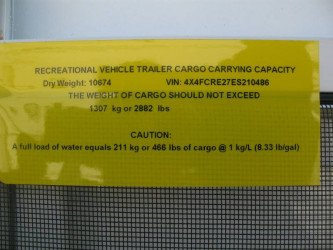 RECREATIONAL VEHICLE TRAILER CARGO CARRYING CAPACITY
Dry Weight: 10674 VIN: 4X4FCRE27ES210486
THE WEIGHT OF CARGO SHOULD NOT EXCEED
1307 kg or 2882 lbs
CAUTION:
A full load of water equals 211 kg or 466 lbs of cargo @ 1 kg/L (8.33 lb/gal)